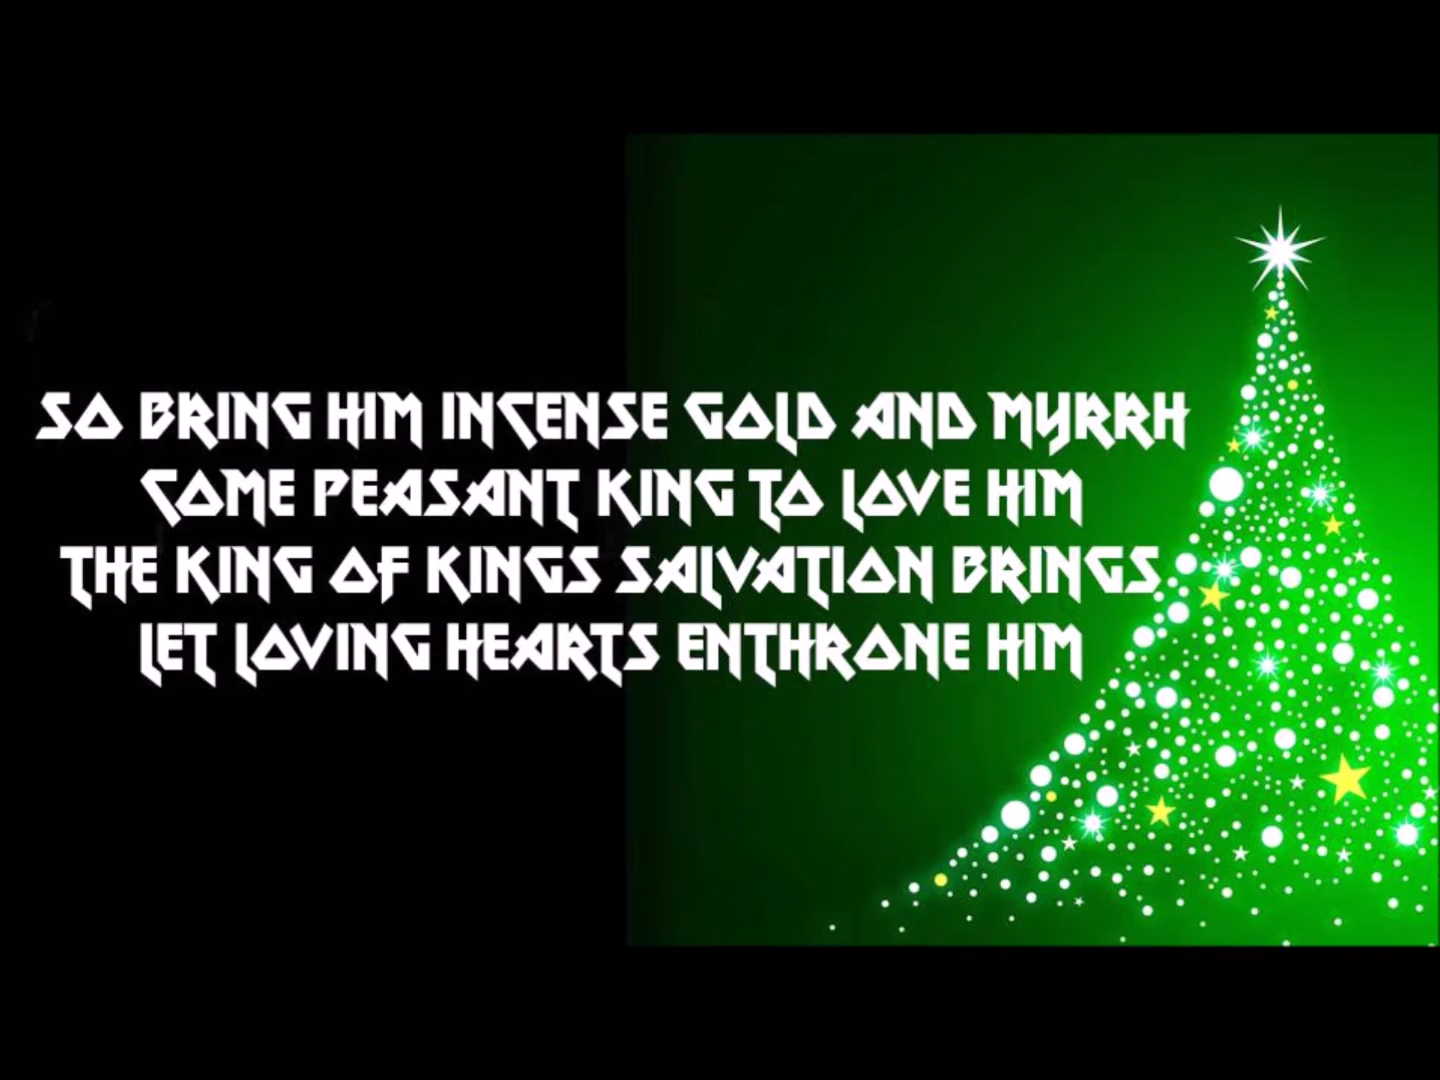 SO BRING HIM INCENSE GOLD AND MYRRH
COME PEASANT KING TO LOVE HIM
THE KING OF KINGS SALVATION BRINGS
LET LOVING HEARTS ENTHRONE HIM